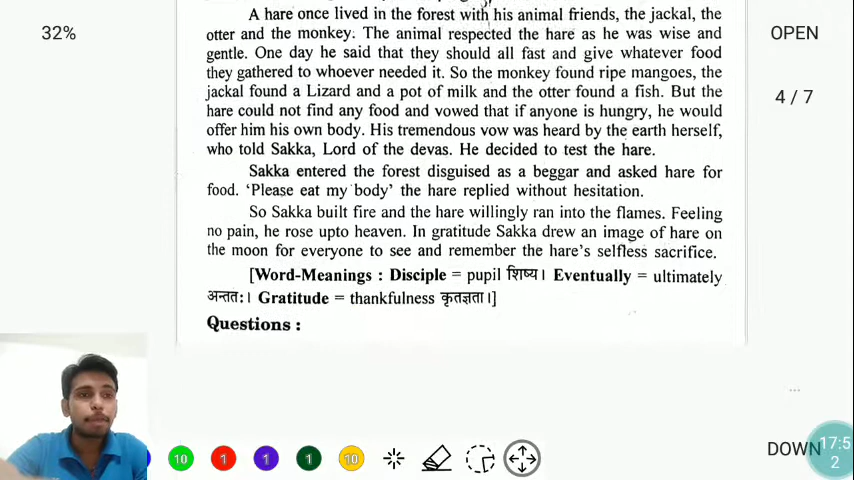 32%
OPEN
4 / 7
A hare once lived in the forest with his animal friends, the jackal, the
otter and the monkey. The animal respected the hare as he was wise and
gentle. One day he said that they should all fast and give whatever food
they gathered to whoever needed it. So the monkey found ripe mangoes, the
jackal found a Lizard and a pot of milk and the otter found a fish. But the
hare could not find any food and vowed that if anyone is hungry, he would
offer him his own body. His tremendous vow was heard by the earth herself,
who told Sakka, Lord of the devas. He decided to test the hare.
Sakka entered the forest disguised as a beggar and asked hare for
food. ‘Please eat my body’ the hare replied without hesitation.
So Sakka built fire and the hare willingly ran into the flames. Feeling
no pain, he rose upto heaven. In gratitude Sakka drew an image of hare on
the moon for everyone to see and remember the hare's selfless sacrifice.
[Word-Meanings : Disciple = pupil शिष्य। Eventually = ultimately
अन्ततः। Gratitude = thankfulness कृतज्ञता।]
Questions :
...
10 1 1 1 10
DOWN
17:5
2